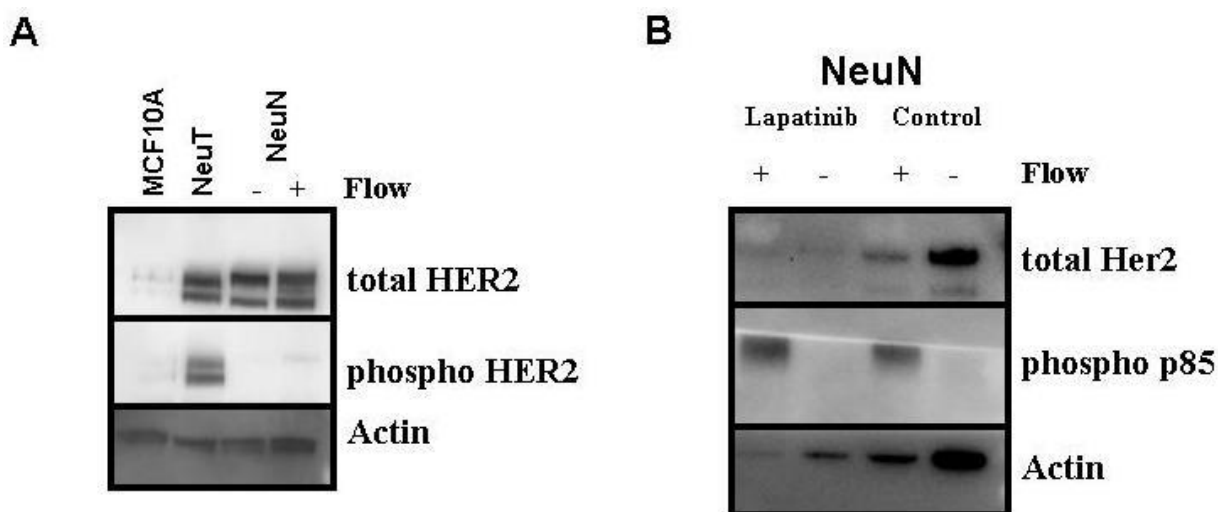 A
MCF10A
NeuT
NeuN
- + Flow
total HER2
phospho HER2
Actin
B
NeuN
Lapatinib Control
+ - + - Flow
total Her2
phospho p85
Actin